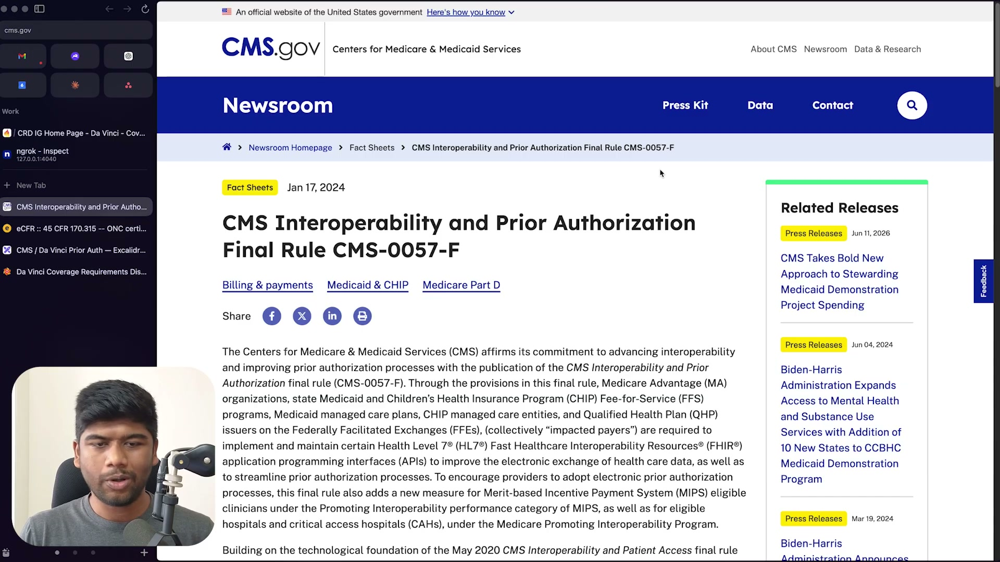 cms.gov
6
Work
/ CRD IG Home Page - Da Vinci - Cov...
n
ngrok - Inspect
127.0.0.1:4040
+ New Tab
CMS Interoperability and Prior Autho...
e
eCFR :: 45 CFR 170.315 -- ONC certi...
CMS / Da Vinci Prior Auth — Excalidr...
Da Vinci Coverage Requirements Dis...
An official website of the United States government Here's how you know
CMS.gov
Centers for Medicare & Medicaid Services
About CMS Newsroom Data & Research
Newsroom
Press Kit Data Contact
Newsroom Homepage > Fact Sheets > CMS Interoperability and Prior Authorization Final Rule CMS-0057-F
Fact Sheets Jan 17, 2024
CMS Interoperability and Prior Authorization
Final Rule CMS-0057-F
Billing & payments Medicaid & CHIP Medicare Part D
Share
The Centers for Medicare & Medicaid Services (CMS) affirms its commitment to advancing interoperability
and improving prior authorization processes with the publication of the CMS Interoperability and Prior
Authorization final rule (CMS-0057-F). Through the provisions in this final rule, Medicare Advantage (MA)
organizations, state Medicaid and Children’s Health Insurance Program (CHIP) Fee-for-Service (FFS)
programs, Medicaid managed care plans, CHIP managed care entities, and Qualified Health Plan (QHP)
issuers on the Federally Facilitated Exchanges (FFEs), (collectively “impacted payers”) are required to
implement and maintain certain Health Level 7® (HL7®) Fast Healthcare Interoperability Resources® (FHIR®)
application programming interfaces (APIs) to improve the electronic exchange of health care data, as well as
to streamline prior authorization processes. To encourage providers to adopt electronic prior authorization
processes, this final rule also adds a new measure for Merit-based Incentive Payment System (MIPS) eligible
clinicians under the Promoting Interoperability performance category of MIPS, as well as for eligible
hospitals and critical access hospitals (CAHs), under the Medicare Promoting Interoperability Program.
Building on the technological foundation of the May 2020 CMS Interoperability and Patient Access final rule
Related Releases
Press Releases Jun 11, 2026
CMS Takes Bold New
Approach to Stewarding
Medicaid Demonstration
Project Spending
Press Releases Jun 04, 2024
Biden-Harris
Administration Expands
Access to Mental Health
and Substance Use
Services with Addition of
10 New States to CCBHC
Medicaid Demonstration
Program
Press Releases Mar 19, 2024
Biden-Harris
Administration Announces
Feedback